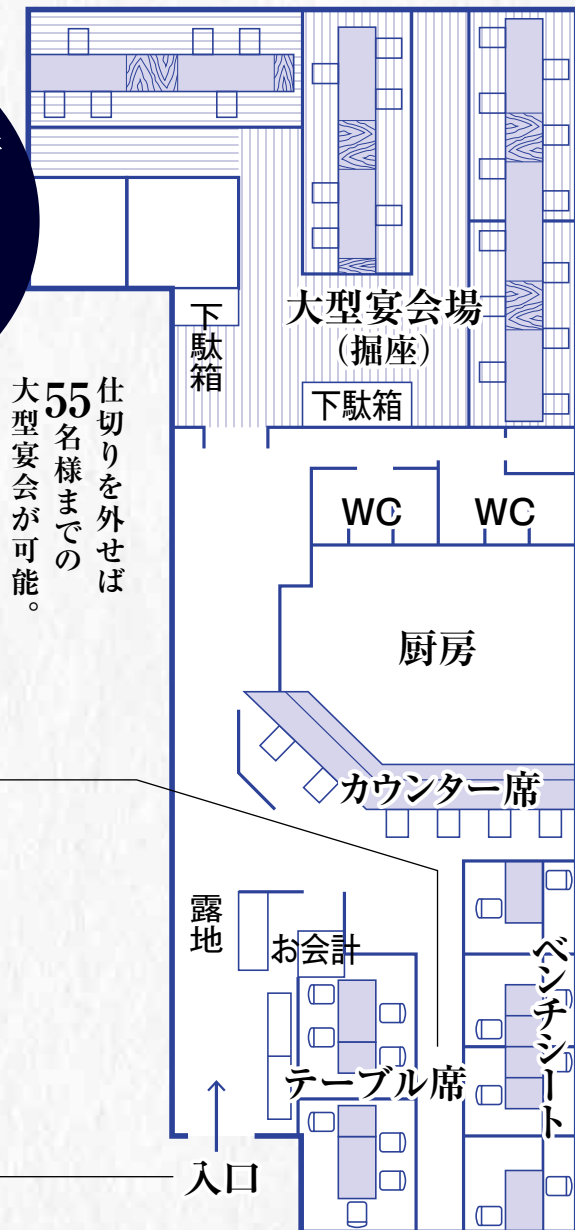 下駄箱
大型宴会場
（掘座）
下駄箱
仕切りを外せば
55名様までの
大型宴会が可能。
WC
WC
厨房
カウンター席
露地
お会計
ベンチシート
テーブル席
入口